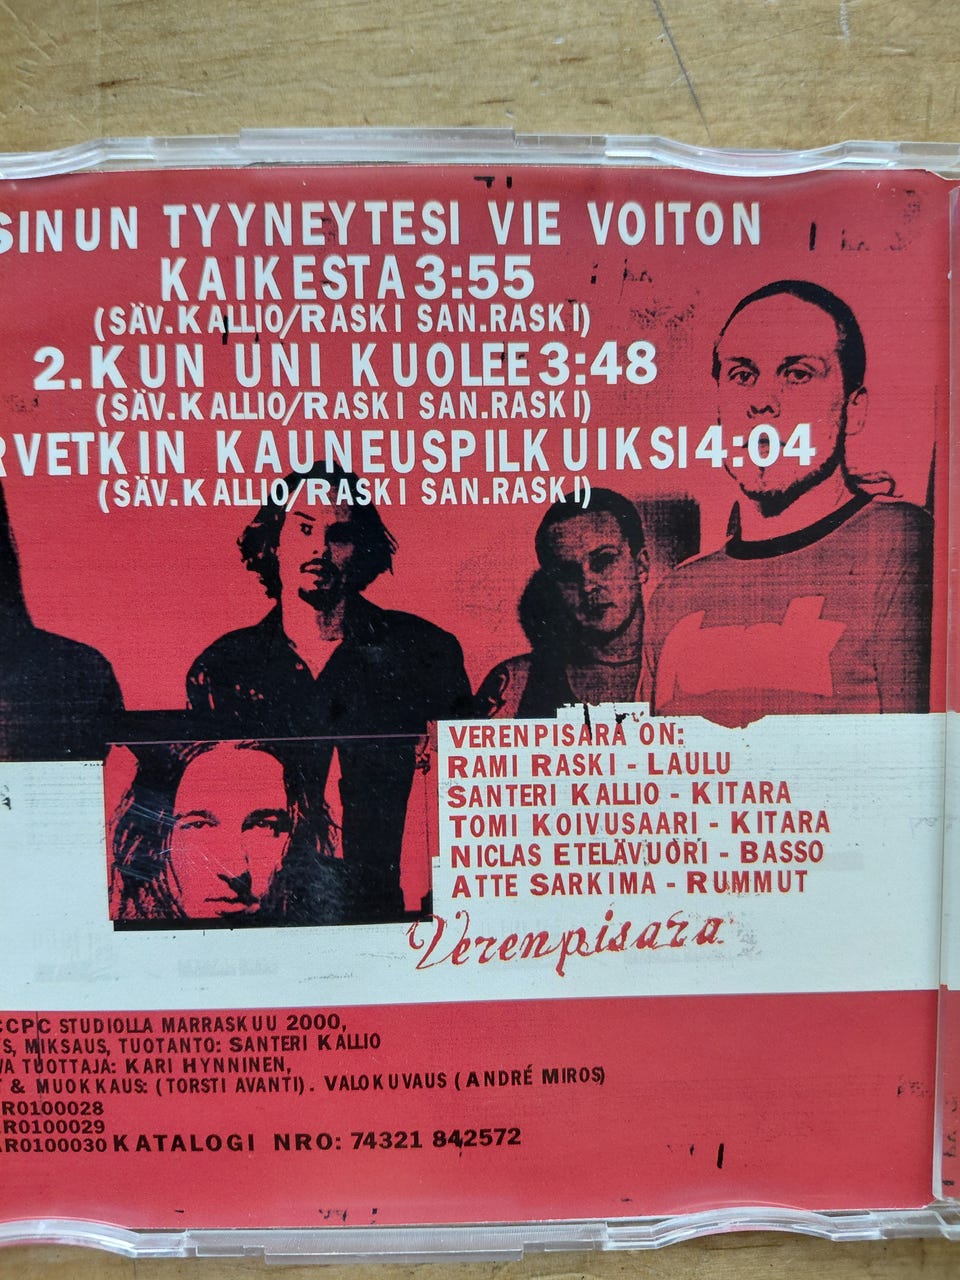 SINUN TYYNEYTESI VIE VOITON
KAIKESTA 3:55
(SÄV.KALLIO/RASKI SAN.RASKI)
2.KUN UNI KUOLEE 3:48
(SÄV.KALLIO/RASKI SAN.RASKI)
RVETKIN KAUNEUSPILKUIKSI 4:04
(SÄV.KALLIO/RASKI SAN.RASKI)
VERENPISARA ON:
RAMI RASKI - LAULU
SANTERI KALLIO - KITARA
TOMI KOIVUSAARI - KITARA
NICLAS ETELÄVUORI - BASSO
ATTE SARKIMA - RUMMUT
Verenpisara
CCPC STUDIOLLA MARRASKUU 2000,
S, MIKSAUS, TUOTANTO: SANTERI KALLIO
VA TUOTTAJA: KARI HYNNINEN,
T & MUOKKAUS: (TORSTI AVANTI). VALOKUVAUS (ANDRÉ MIROS)
R0100028
R0100029
AR0100030 KATALOGI NRO: 74321 842572